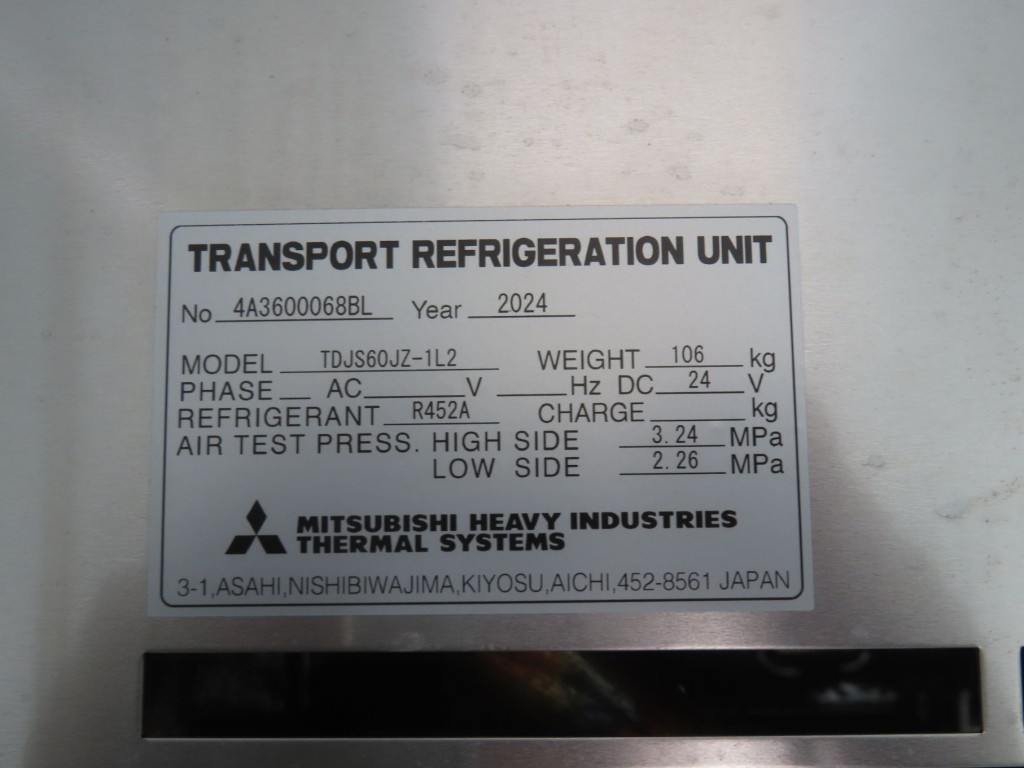 TRANSPORT REFRIGERATION UNIT
No 4A3600068BL Year 2024
MODEL TDJS60JZ-1L2 WEIGHT 106 kg
PHASE AC V Hz DC 24 V
REFRIGERANT R452A CHARGE kg
AIR TEST PRESS. HIGH SIDE 3.24 MPa
LOW SIDE 2.26 MPa
MITSUBISHI HEAVY INDUSTRIES
THERMAL SYSTEMS
3-1,ASAHI,NISHIBIWAJIMA,KIYOSU,AICHI,452-8561 JAPAN